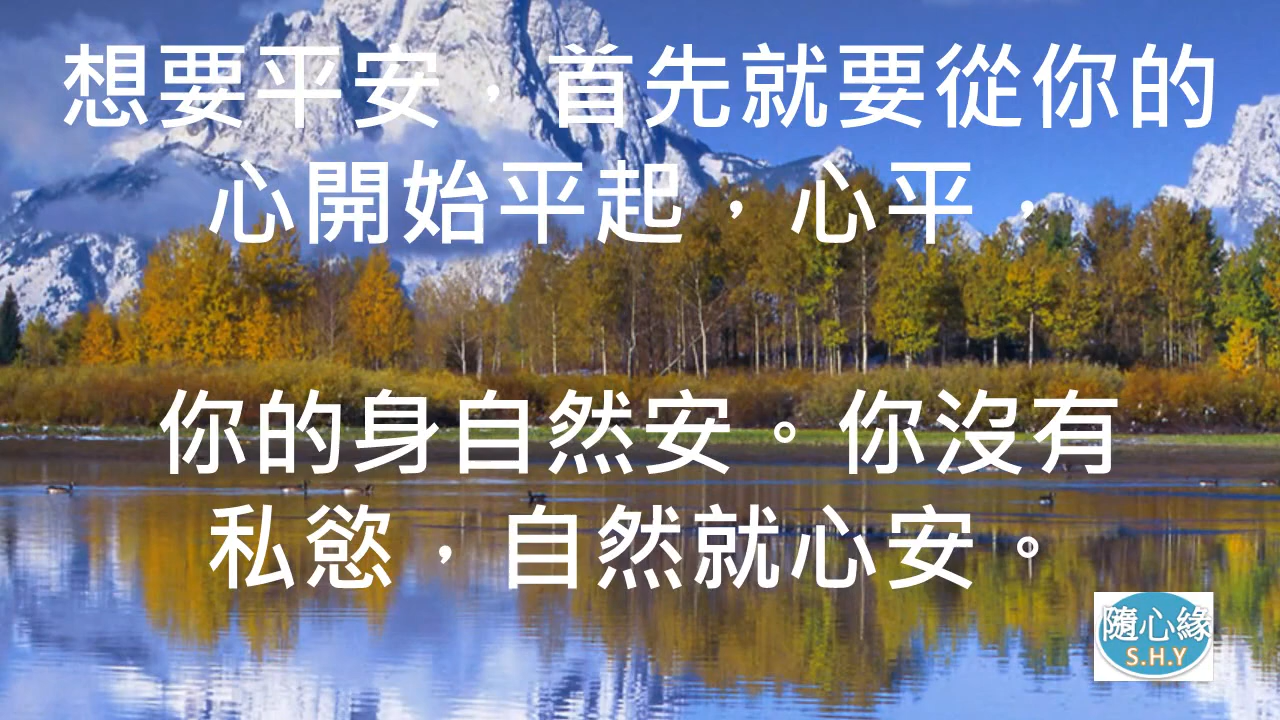 想要平安，首先就要從你的
心開始平起，心平，
你的身自然安。你沒有
私慾，自然就心安。
隨心緣
S.H.Y